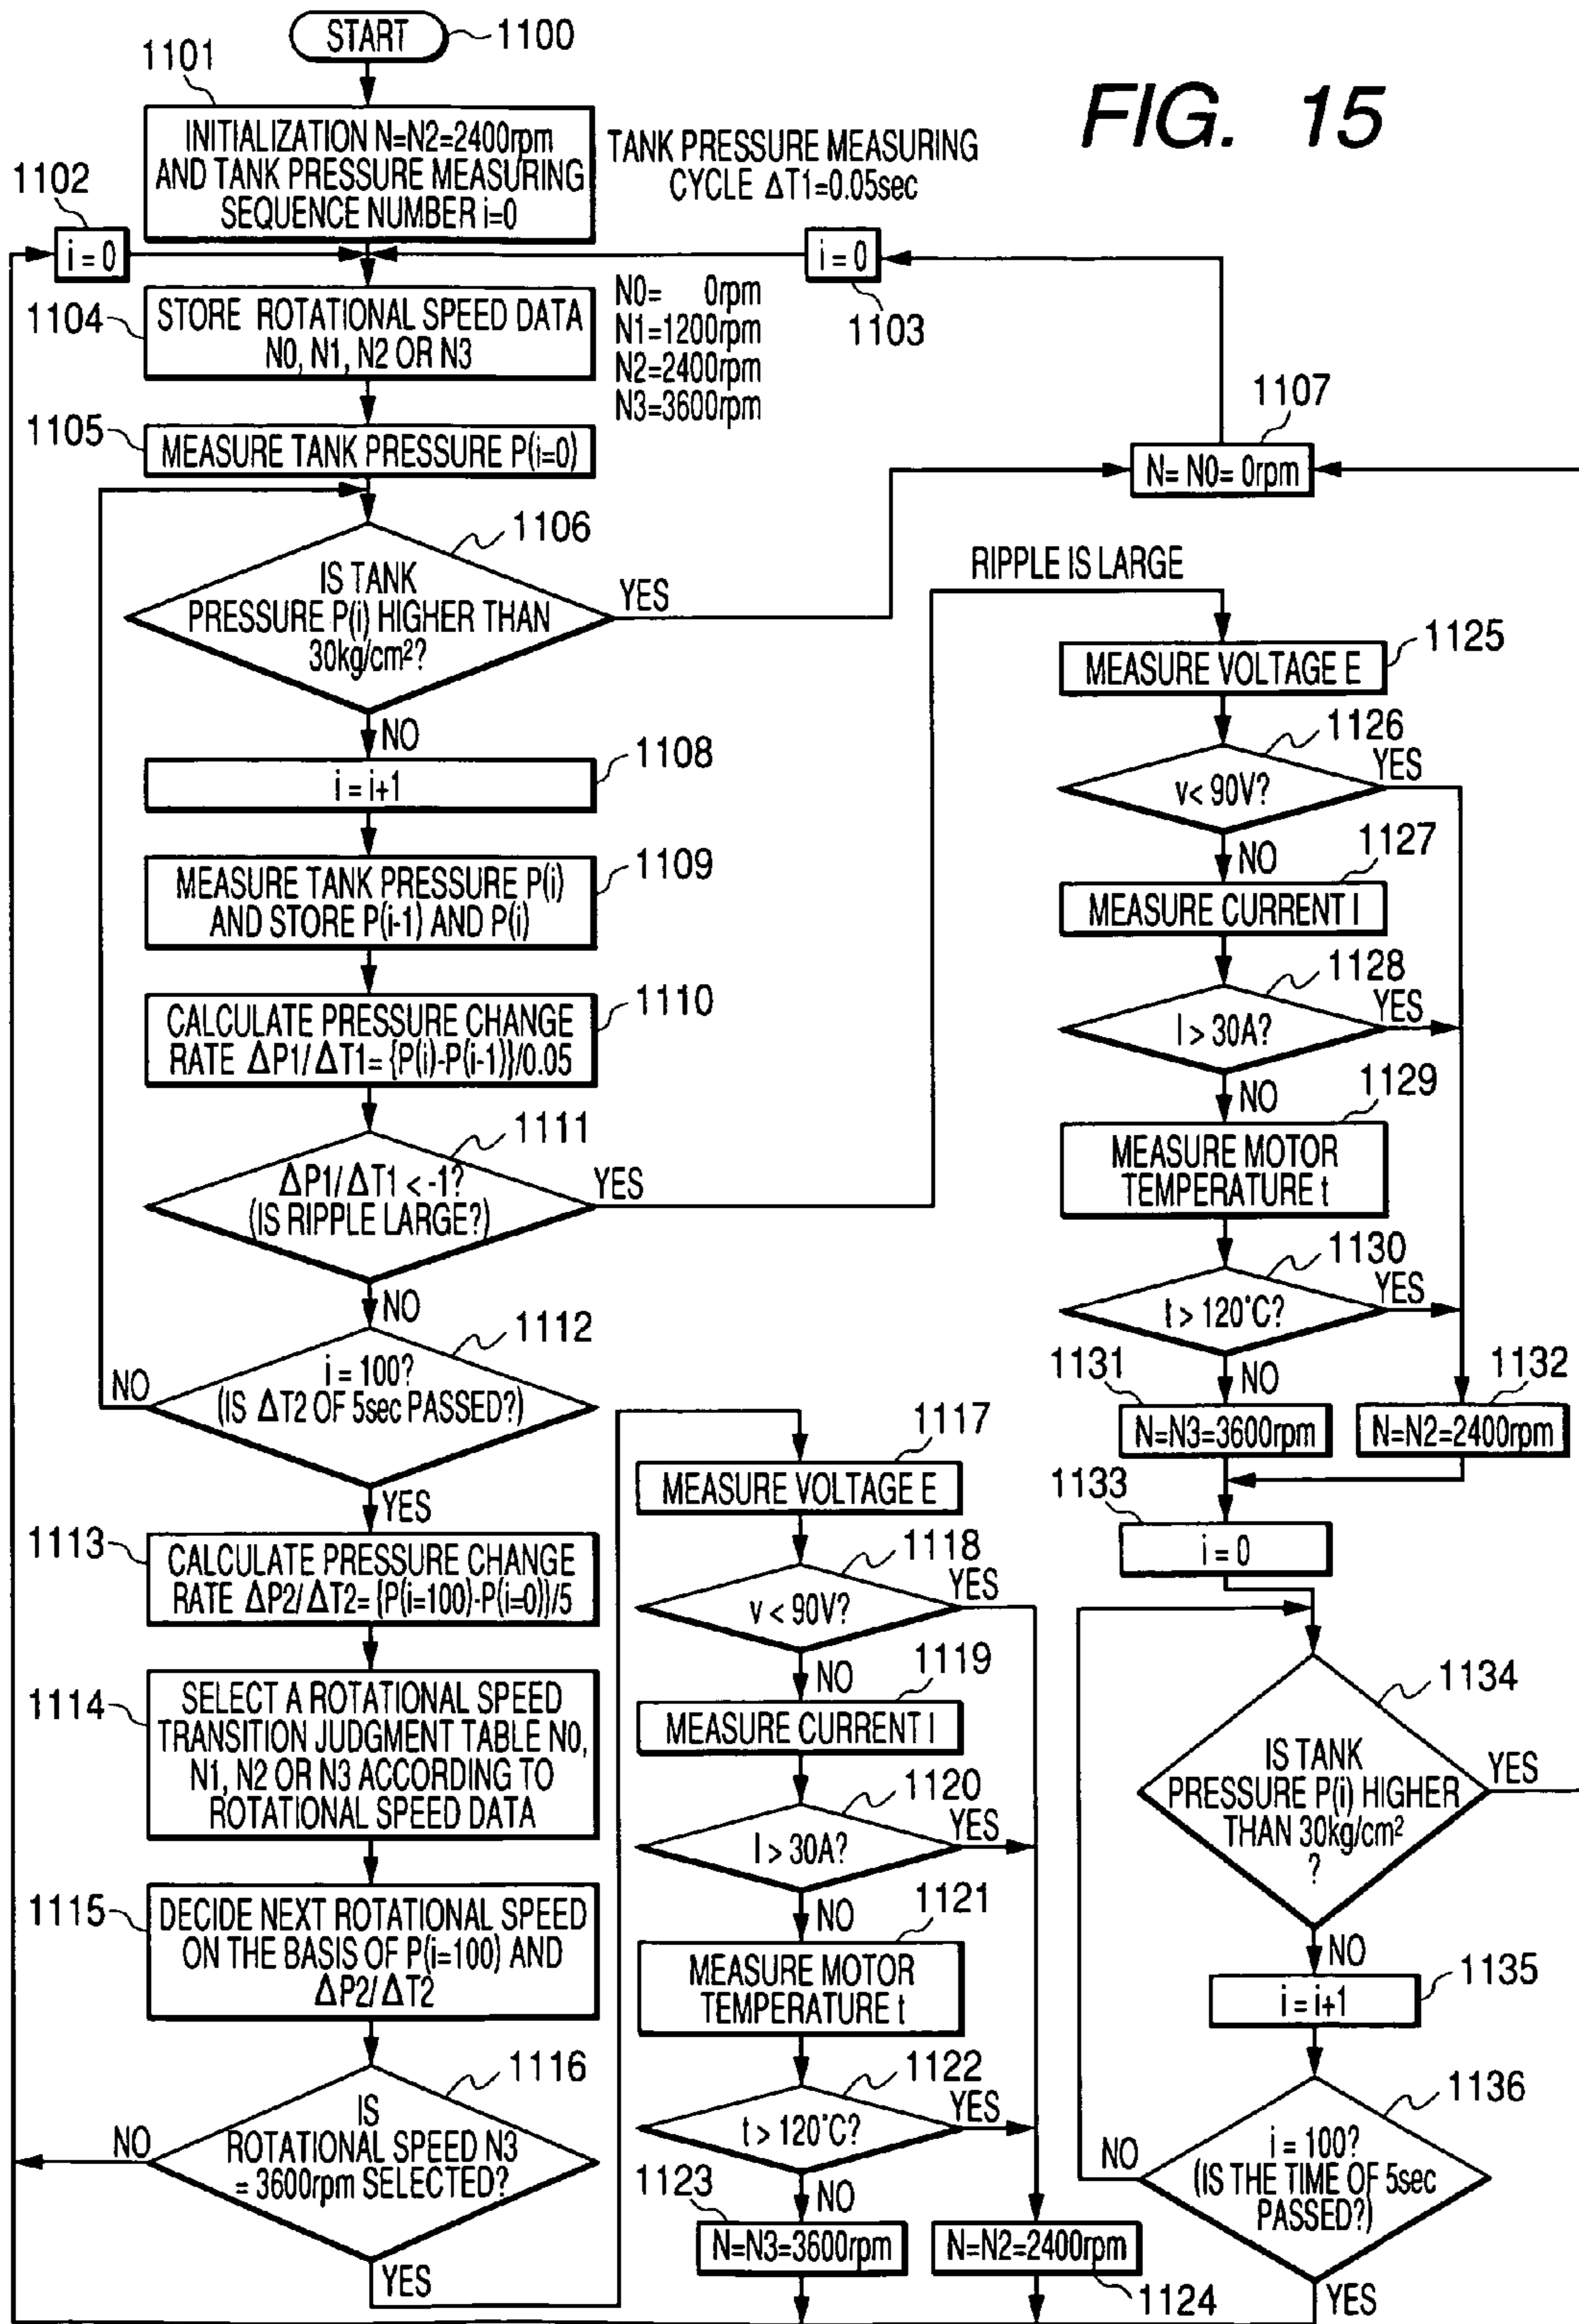 FIG. 15
START
1100
1101
INITIALIZATION N=N2=2400rpm
AND TANK PRESSURE MEASURING
SEQUENCE NUMBER i=0
TANK PRESSURE MEASURING
CYCLE ΔT1=0.05sec
1102
i = 0
i = 0
1103
1104
STORE ROTATIONAL SPEED DATA
N0, N1, N2 OR N3
N0= 0rpm
N1=1200rpm
N2=2400rpm
N3=3600rpm
1105
MEASURE TANK PRESSURE P(i=0)
1107
N= N0= 0rpm
1106
IS TANK
PRESSURE P(i) HIGHER THAN
30kg/cm²?
YES
NO
1108
i = i+1
1109
MEASURE TANK PRESSURE P(i)
AND STORE P(i-1) AND P(i)
1110
CALCULATE PRESSURE CHANGE
RATE ΔP1/ΔT1= {P(i)-P(i-1)}/0.05
1111
ΔP1/ΔT1 < -1?
(IS RIPPLE LARGE?)
YES
NO
1112
i = 100?
(IS ΔT2 OF 5sec PASSED?)
NO
YES
1113
CALCULATE PRESSURE CHANGE
RATE ΔP2/ΔT2= {P(i=100)-P(i=0)}/5
1114
SELECT A ROTATIONAL SPEED
TRANSITION JUDGMENT TABLE N0,
N1, N2 OR N3 ACCORDING TO
ROTATIONAL SPEED DATA
1115
DECIDE NEXT ROTATIONAL SPEED
ON THE BASIS OF P(i=100) AND
ΔP2/ΔT2
1116
IS
ROTATIONAL SPEED N3
= 3600rpm SELECTED?
NO
YES
1117
MEASURE VOLTAGE E
1118
v < 90V?
YES
NO
1119
MEASURE CURRENT I
1120
I > 30A?
YES
NO
1121
MEASURE MOTOR
TEMPERATURE t
1122
t > 120°C?
YES
NO
1123
N=N3=3600rpm
N=N2=2400rpm
1124
RIPPLE IS LARGE
1125
MEASURE VOLTAGE E
1126
v< 90V?
YES
NO
1127
MEASURE CURRENT I
1128
I > 30A?
YES
NO
1129
MEASURE MOTOR
TEMPERATURE t
1130
t > 120°C?
YES
NO
1131
N=N3=3600rpm
1132
N=N2=2400rpm
1133
i = 0
1134
IS TANK
PRESSURE P(i) HIGHER
THAN 30kg/cm²
?
YES
NO
1135
i = i+1
1136
i = 100?
(IS THE TIME OF 5sec
PASSED?)
NO
YES